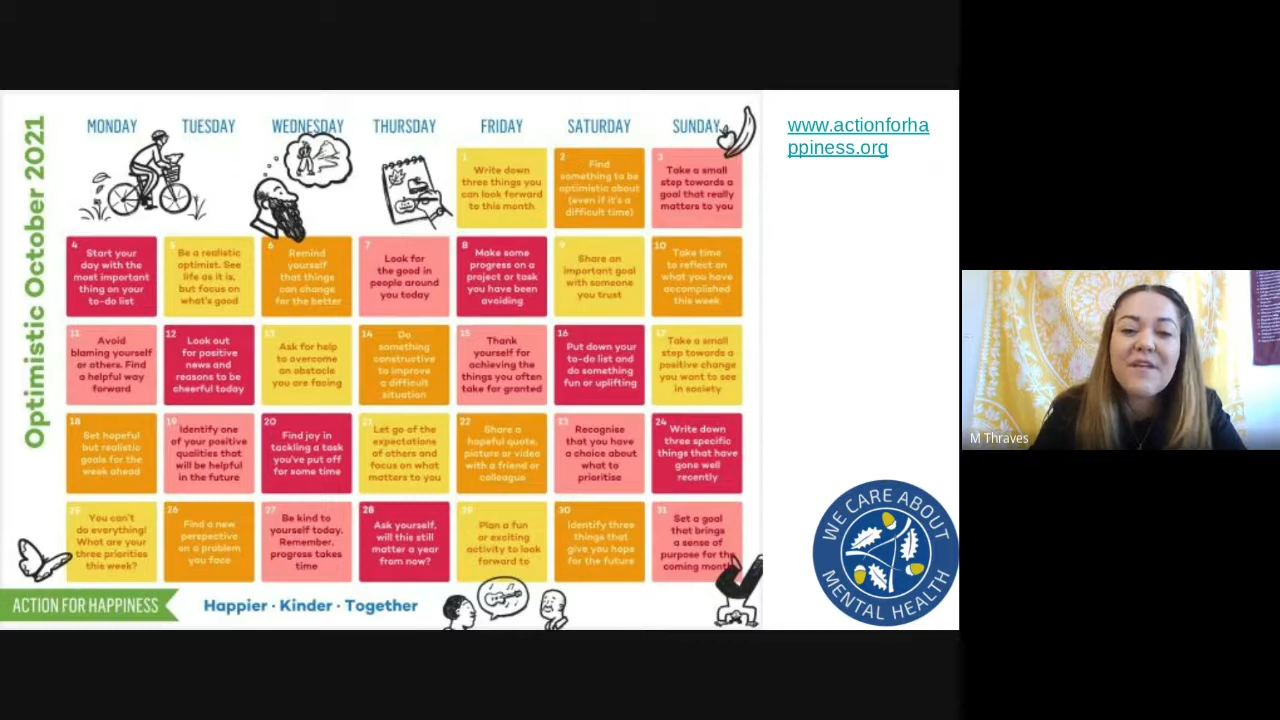 Optimistic October 2021
MONDAY TUESDAY WEDNESDAY THURSDAY FRIDAY SATURDAY SUNDAY
1
Write down
three things you
can look forward
to this month
2
Find
something to be
optimistic about
(even if it's a
difficult time)
3
Take a small
step towards a
goal that really
matters to you
4
Start your
day with the
most important
thing on your
to-do list
5
Be a realistic
optimist. See
life as it is,
but focus on
what's good
6
Remind
yourself
that things
can change
for the better
7
Look for
the good in
people around
you today
8
Make some
progress on a
project or task
you have been
avoiding
9
Share an
important goal
with someone
you trust
10
Take time
to reflect on
what you have
accomplished
this week
11
Avoid
blaming yourself
or others. Find
a helpful way
forward
12
Look out
for positive
news and
reasons to be
cheerful today
13
Ask for help
to overcome
an obstacle
you are facing
14
Do
something
constructive
to improve
a difficult
situation
15
Thank
yourself for
achieving the
things you often
take for granted
16
Put down your
to-do list and
do something
fun or uplifting
17
Take a small
step towards a
positive change
you want to see
in society
18
Set hopeful
but realistic
goals for the
week ahead
19
Identify one
of your positive
qualities that
will be helpful
in the future
20
Find joy in
tackling a task
you've put off
for some time
21
Let go of the
expectations
of others and
focus on what
matters to you
22
Share a
hopeful quote,
picture or video
with a friend or
colleague
23
Recognise
that you have
a choice about
what to
prioritise
24
Write down
three specific
things that have
gone well
recently
25
You can't
do everything!
What are your
three priorities
this week?
26
Find a new
perspective
on a problem
you face
27
Be kind to
yourself today.
Remember,
progress takes
time
28
Ask yourself,
will this still
matter a year
from now?
29
Plan a fun
or exciting
activity to look
forward to
30
Identify three
things that
give you hope
for the future
31
Set a goal
that brings
a sense of
purpose for the
coming month
ACTION FOR HAPPINESS
Happier · Kinder · Together
www.actionforha
ppiness.org
M Thraves
WE CARE ABOUT
MENTAL HEALTH